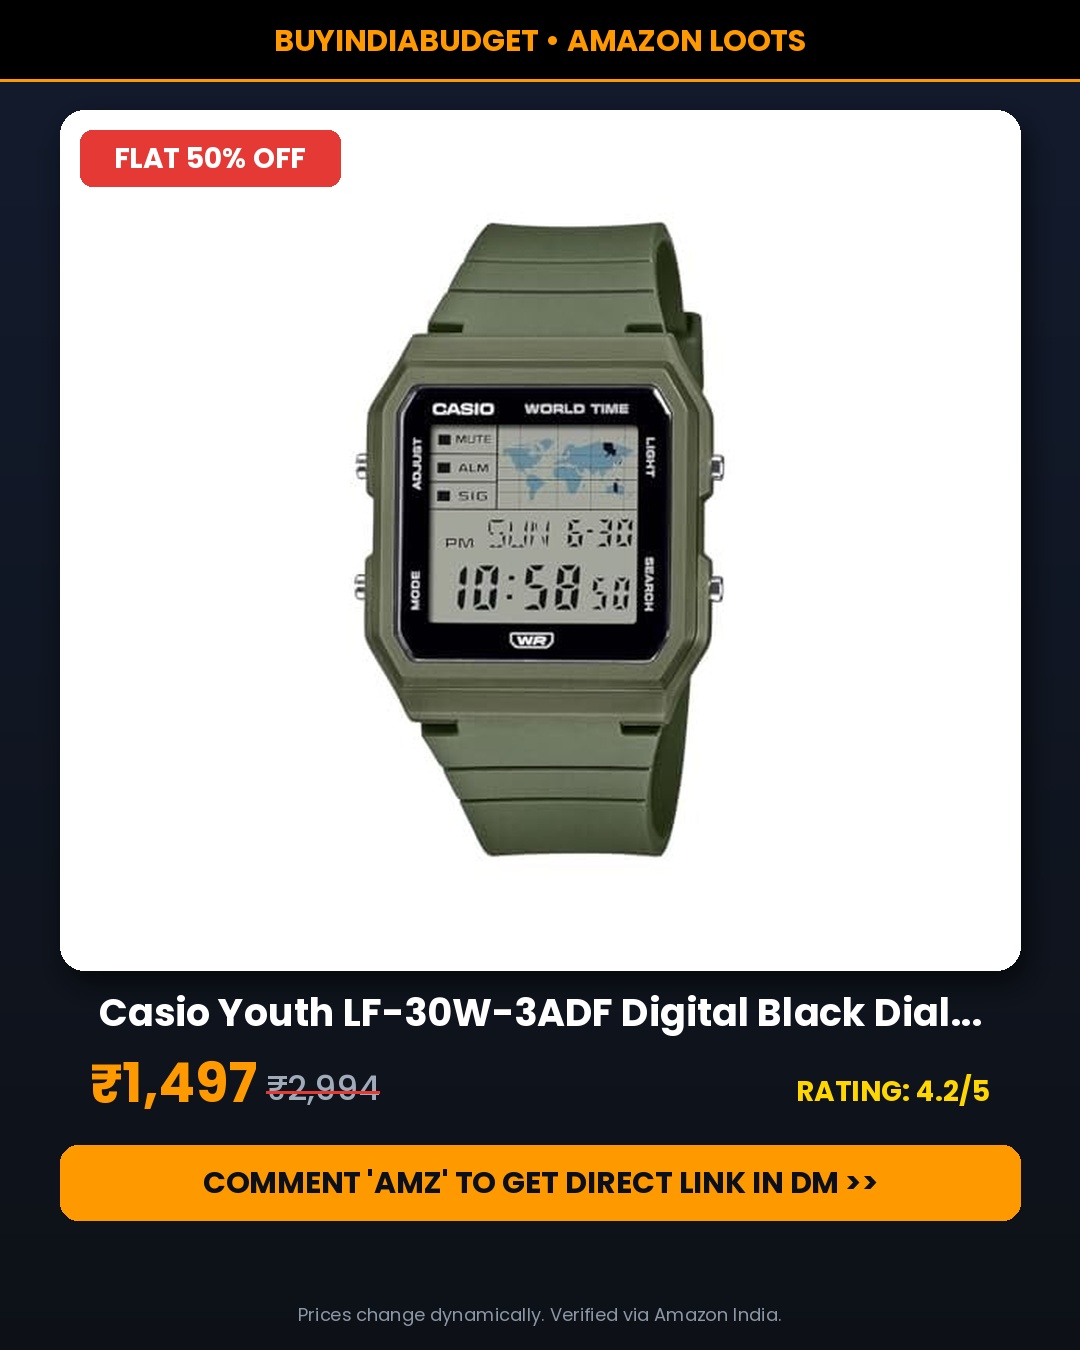 BUYINDIABUDGET • AMAZON LOOTS
FLAT 50% OFF
CASIO WORLD TIME
ADJUST
MUTE
ALM
SIG
LIGHT
PM SUN 6-30
MODE
10:58 50
SEARCH
WR
Casio Youth LF-30W-3ADF Digital Black Dial...
₹1,497 ₹2,994
RATING: 4.2/5
COMMENT 'AMZ' TO GET DIRECT LINK IN DM >>
Prices change dynamically. Verified via Amazon India.